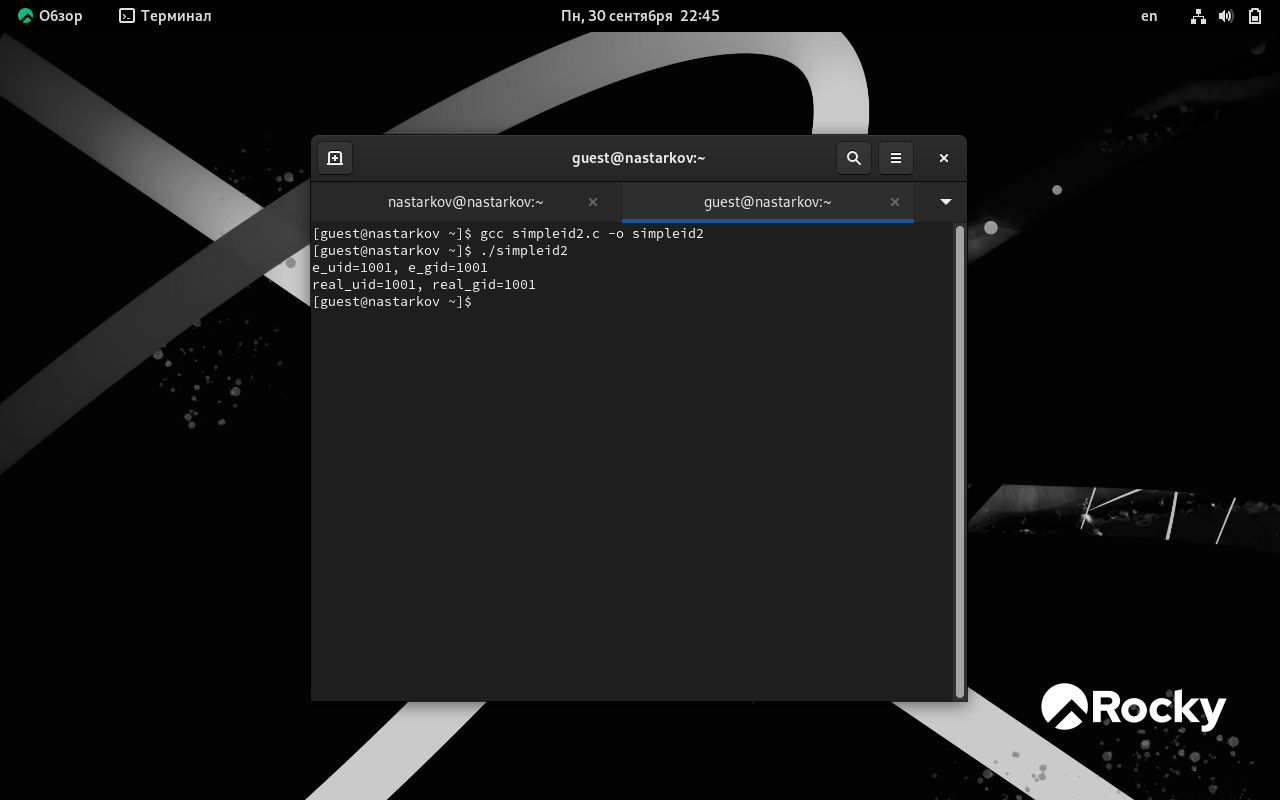 Обзор Терминал Пн, 30 сентября 22:45 en
guest@nastarkov:~
nastarkov@nastarkov:~ guest@nastarkov:~
[guest@nastarkov ~]$ gcc simpleid2.c -o simpleid2
[guest@nastarkov ~]$ ./simpleid2
e_uid=1001, e_gid=1001
real_uid=1001, real_gid=1001
[guest@nastarkov ~]$
Rocky